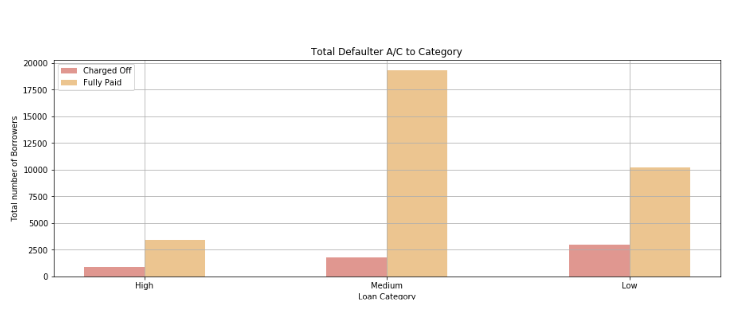 Total Defaulter A/C to Category
Charged Off
Fully Paid
Total number of Borrowers
20000
17500
15000
12500
10000
7500
5000
2500
0
High
Medium
Low
Loan Category